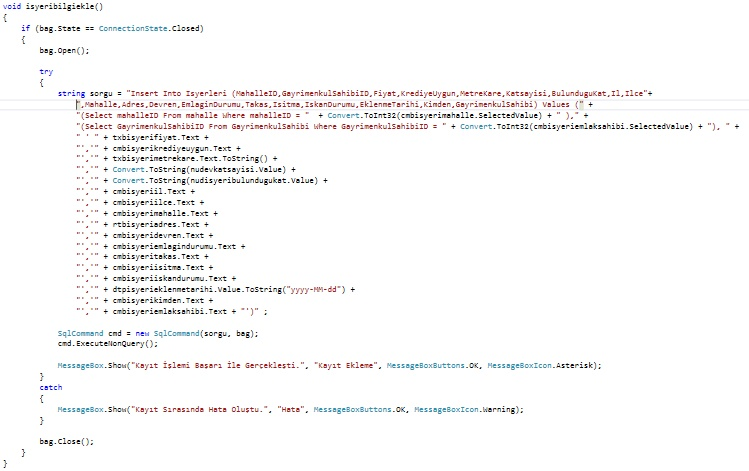 void isyeribilgiekle()
{
if (bag.State == ConnectionState.Closed)
{
bag.Open();
try
{
string sorgu = "Insert Into Isyerleri (MahalleID,GayrimenkulSahibiID,Fiyat,KrediyeUygun,MetreKare,Katsayisi,BulunduguKat,Il,Ilce"+
",Mahalle,Adres,Devren,EmlaginDurumu,Takas,Isitma,IskanDurumu,EklenmeTarihi,Kimden,GayrimenkulSahibi) Values (" +
"(Select mahalleID From mahalle Where mahalleID = " + Convert.ToInt32(cmbisyerimahalle.SelectedValue) + " )," +
"(Select GayrimenkulSahibiID From GayrimenkulSahibi Where GayrimenkulSahibiID = " + Convert.ToInt32(cmbisyeriemlaksahibi.SelectedValue) + "), " +
" ' " + txbisyerifiyat.Text +
"','" + cmbisyerikrediyeuygun.Text +
"','" + txbisyerimetrekare.Text.ToString() +
"','" + Convert.ToString(nudevkatsayisi.Value) +
"','" + Convert.ToString(nudisyeribulundugukat.Value) +
"','" + cmbisyeriil.Text +
"','" + cmbisyeriilce.Text +
"','" + cmbisyerimahalle.Text +
"','" + rtbisyeriadres.Text +
"','" + cmbisyeridevren.Text +
"','" + cmbisyeriemlagindurumu.Text +
"','" + cmbisyeritakas.Text +
"','" + cmbisyeriisitma.Text +
"','" + cmbisyeriiskandurumu.Text +
"','" + dtpisyerieklenmetarihi.Value.ToString("yyyy-MM-dd") +
"','" + cmbisyerikimden.Text +
"','" + cmbisyeriemlaksahibi.Text + "')" ;
SqlCommand cmd = new SqlCommand(sorgu, bag);
cmd.ExecuteNonQuery();
MessageBox.Show("Kayıt İşlemi Başarı İle Gerçekleşti.", "Kayıt Ekleme", MessageBoxButtons.OK, MessageBoxIcon.Asterisk);
}
catch
{
MessageBox.Show("Kayıt Sırasında Hata Oluştu.", "Hata", MessageBoxButtons.OK, MessageBoxIcon.Warning);
}
bag.Close();
}
}